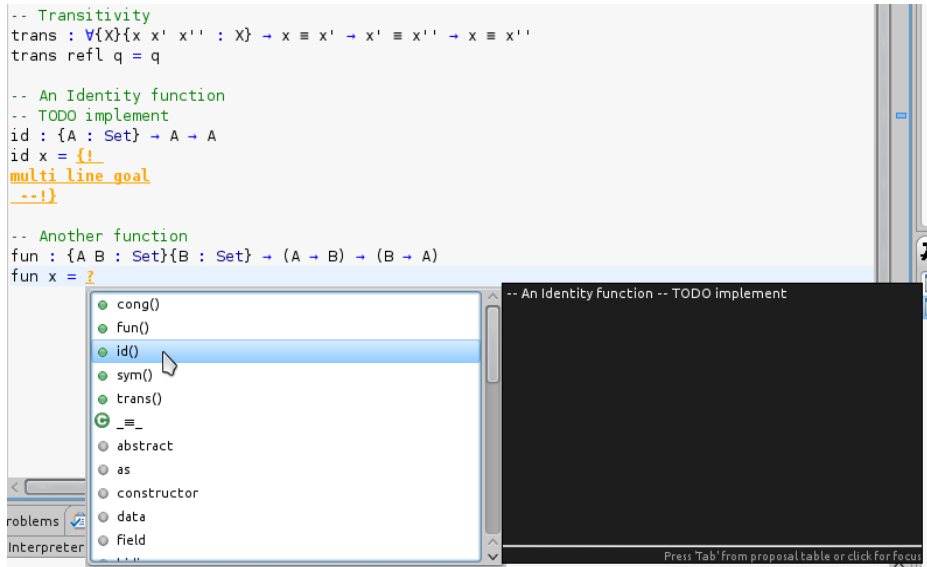 -- Transitivity
trans : ∀{X}{x x' x'' : X} → x ≡ x' → x' ≡ x'' → x ≡ x''
trans refl q = q
-- An Identity function
-- TODO implement
id : {A : Set} → A → A
id x = {!
multi line goal
--!}
-- Another function
fun : {A B : Set}{B : Set} → (A → B) → (B → A)
fun x = ?
cong()
fun()
id()
sym()
trans()
C _≡_
abstract
as
constructor
data
field
-- An Identity function -- TODO implement
Press 'Tab' from proposal table or click for focus
roblems
Interpreter